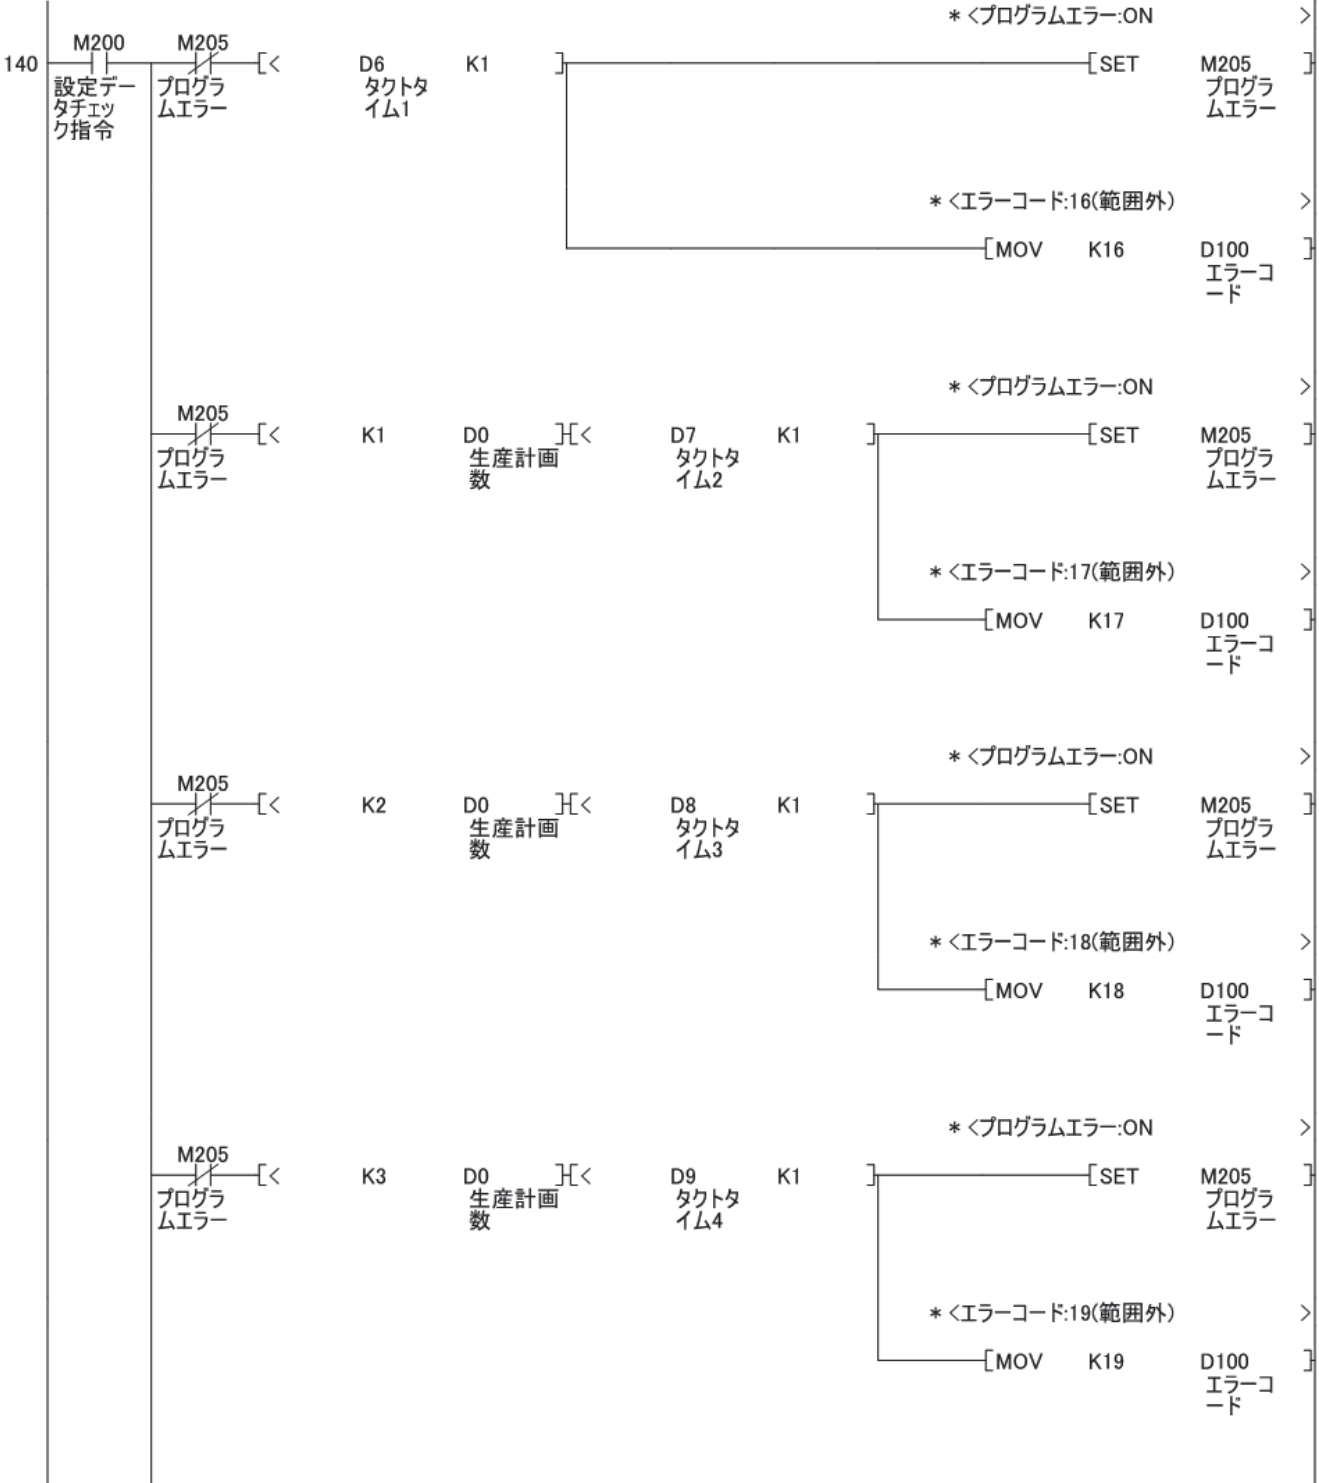 * <プログラムエラー:ON >
M200 M205
140 [< D6 K1 ] [SET M205 ]
設定デー プログラ タクトタ プログラ
タチェッ ムエラー イム1 ムエラー
ク指令
* <エラーコード:16(範囲外) >
[MOV K16 D100 ]
エラーコ
ード
* <プログラムエラー:ON >
M205
[< K1 D0 ][< D7 K1 ] [SET M205 ]
プログラ 生産計画 タクトタ プログラ
ムエラー 数 イム2 ムエラー
* <エラーコード:17(範囲外) >
[MOV K17 D100 ]
エラーコ
ード
* <プログラムエラー:ON >
M205
[< K2 D0 ][< D8 K1 ] [SET M205 ]
プログラ 生産計画 タクトタ プログラ
ムエラー 数 イム3 ムエラー
* <エラーコード:18(範囲外) >
[MOV K18 D100 ]
エラーコ
ード
* <プログラムエラー:ON >
M205
[< K3 D0 ][< D9 K1 ] [SET M205 ]
プログラ 生産計画 タクトタ プログラ
ムエラー 数 イム4 ムエラー
* <エラーコード:19(範囲外) >
[MOV K19 D100 ]
エラーコ
ード